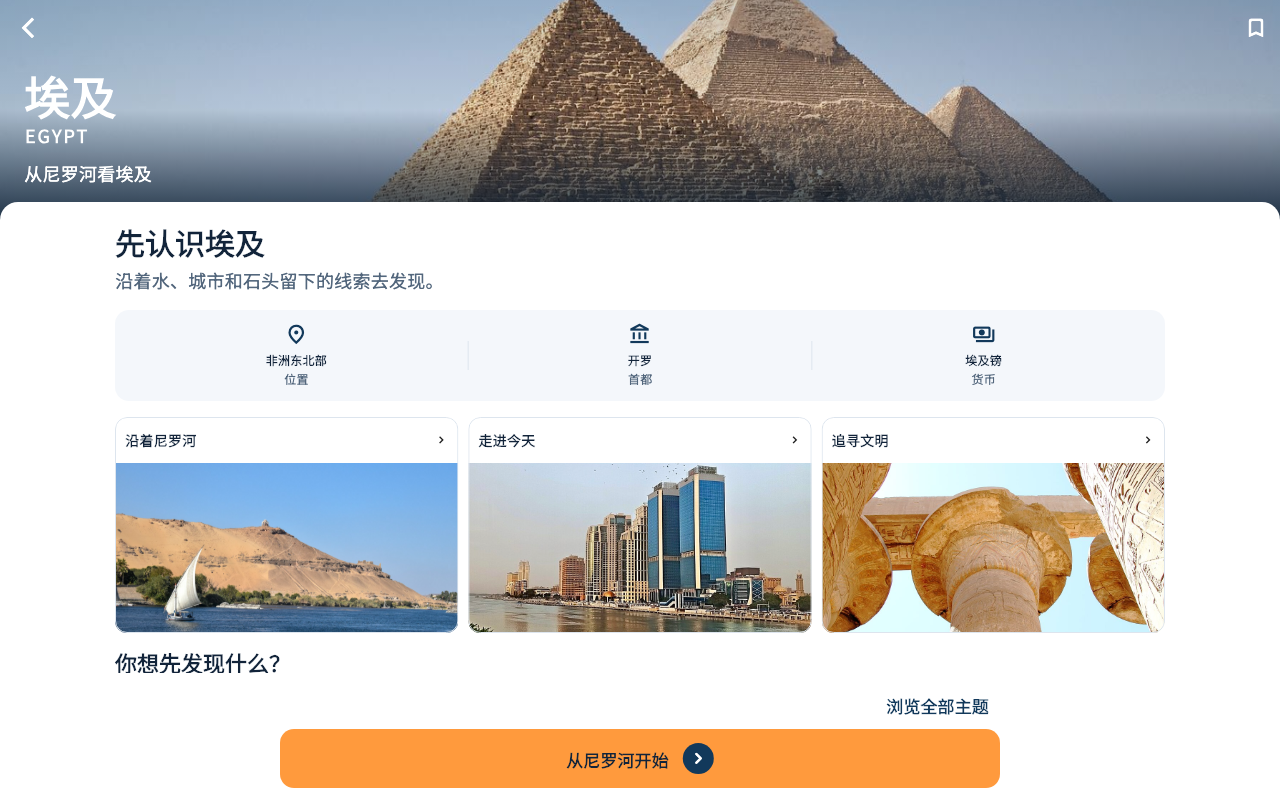 埃及
EGYPT
从尼罗河看埃及
先认识埃及
沿着水、城市和石头留下的线索去发现。
非洲东北部
位置
开罗
首都
埃及镑
货币
沿着尼罗河
走进今天
追寻文明
你想先发现什么?
浏览全部主题
从尼罗河开始